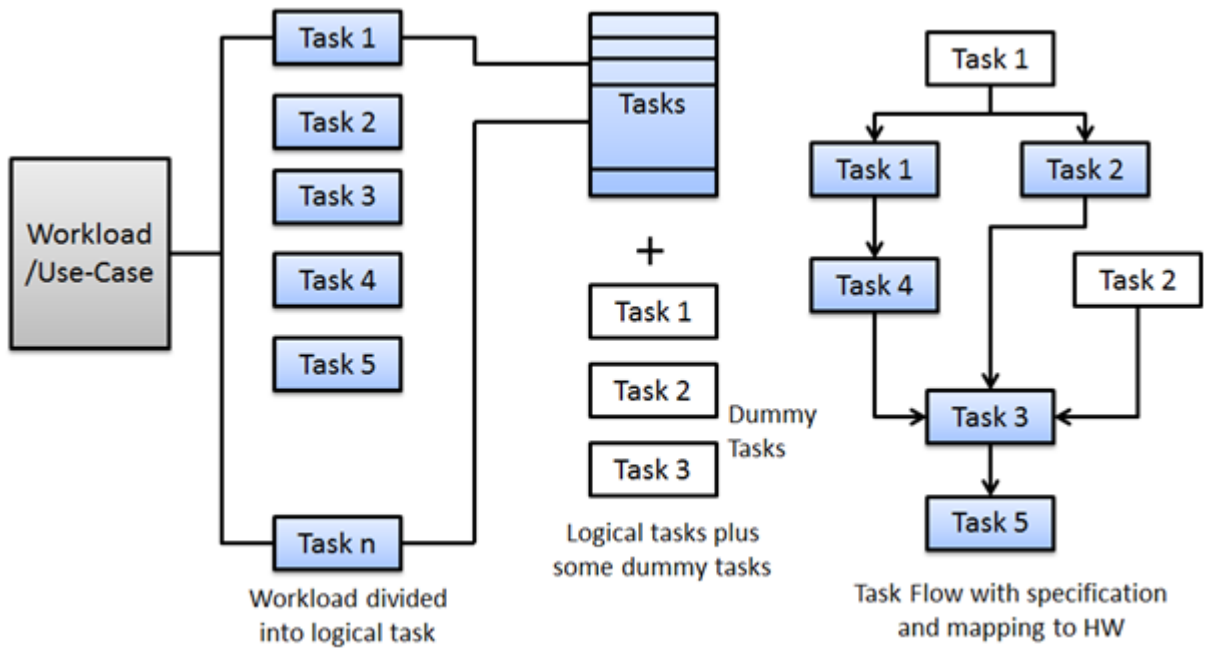 Workload
/Use-Case
Task 1
Task 2
Task 3
Task 4
Task 5
Task n
Workload divided
into logical task
Tasks
+
Task 1
Task 2
Task 3
Dummy
Tasks
Logical tasks plus
some dummy tasks
Task 1
Task 1
Task 2
Task 4
Task 2
Task 3
Task 5
Task Flow with specification
and mapping to HW